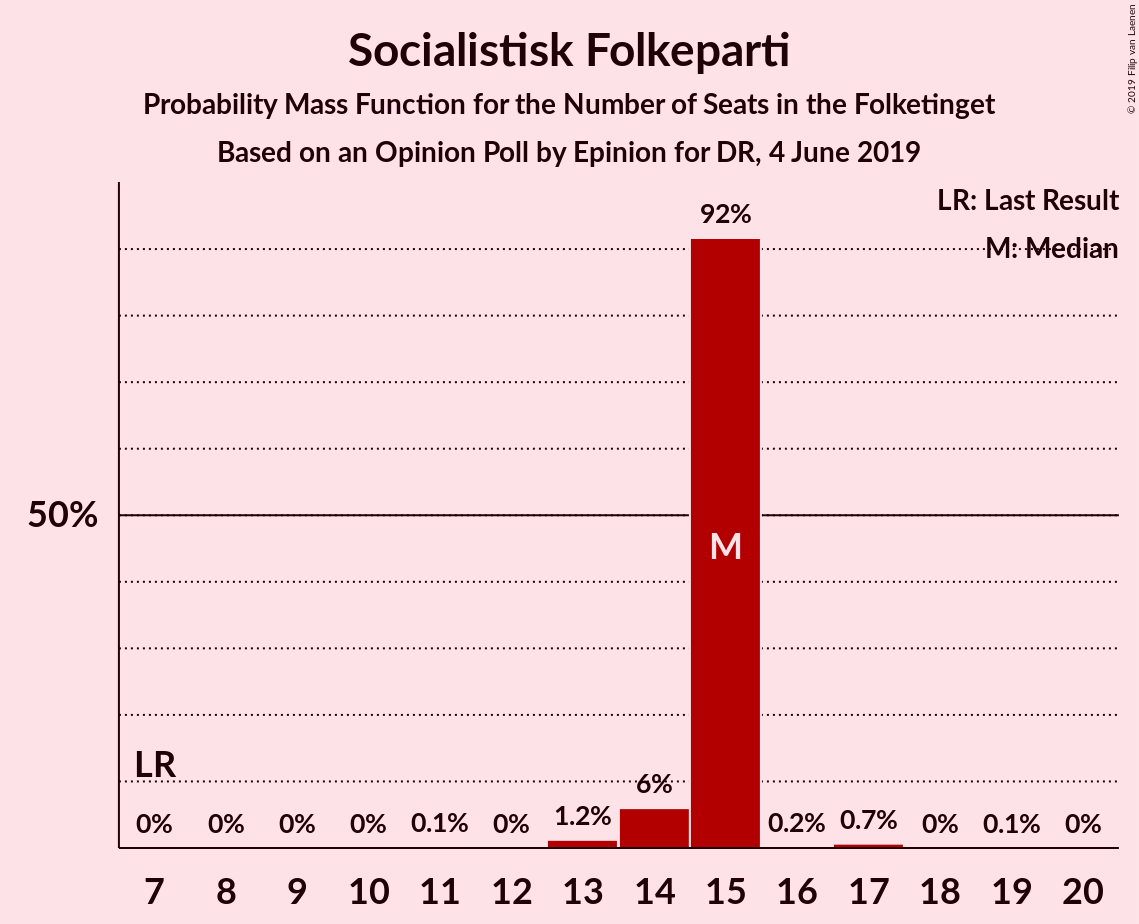 Socialistisk Folkeparti
Probability Mass Function for the Number of Seats in the Folketinget
Based on an Opinion Poll by Epinion for DR, 4 June 2019
© 2019 Filip van Laenen
LR: Last Result
M: Median
92%
50%
M
LR
0% 0% 0% 0% 0.1% 0% 1.2% 6% 0.2% 0.7% 0% 0.1% 0%
7 8 9 10 11 12 13 14 15 16 17 18 19 20